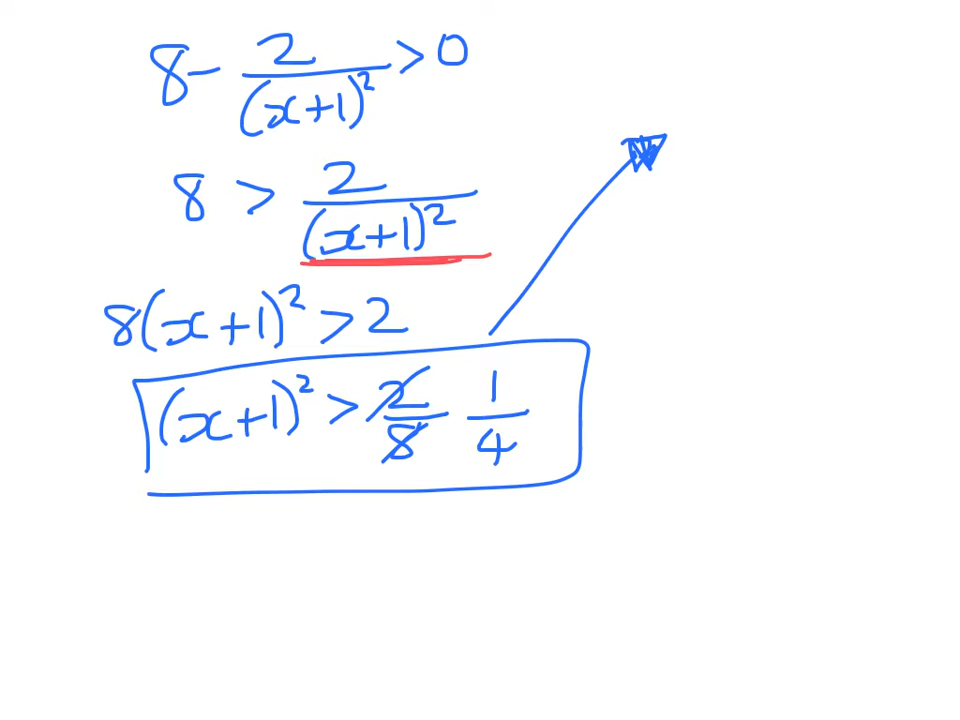 8 - 2/(x+1)² > 0
8 > 2/(x+1)²
8(x+1)² > 2
(x+1)² > 2/8 1/4